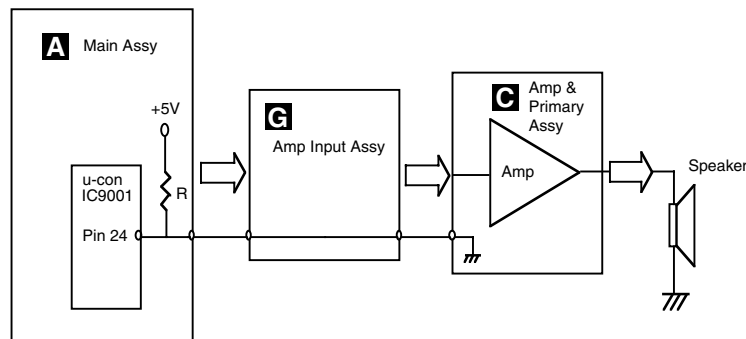 A Main Assy
+5V
R
u-con
IC9001
Pin 24
G
Amp Input Assy
C Amp &
Primary
Assy
Amp
Speaker